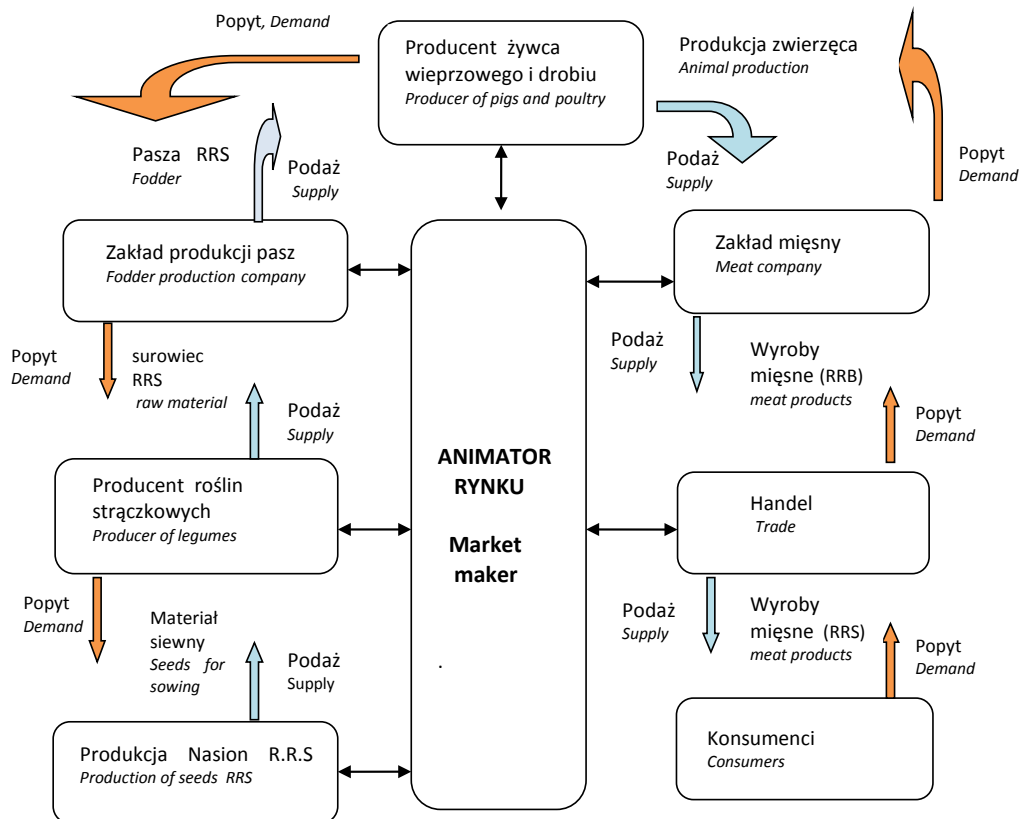 Popyt, Demand
Producent żywca
wieprzowego i drobiu
Producer of pigs and poultry
Produkcja zwierzęca
Animal production
Pasza RRS
Fodder
Podaż
Supply
Podaż
Supply
Popyt
Demand
Zakład produkcji pasz
Fodder production company
Zakład mięsny
Meat company
Popyt
Demand
surowiec
RRS
raw material
Podaż
Supply
Podaż
Supply
Wyroby
mięsne (RRB)
meat products
Popyt
Demand
ANIMATOR
RYNKU
Market
maker
.
Producent roślin
strączkowych
Producer of legumes
Handel
Trade
Popyt
Demand
Materiał
siewny
Seeds for
sowing
Podaż
Supply
Podaż
Supply
Wyroby
mięsne (RRS)
meat products
Popyt
Demand
Produkcja Nasion R.R.S
Production of seeds RRS
Konsumenci
Consumers